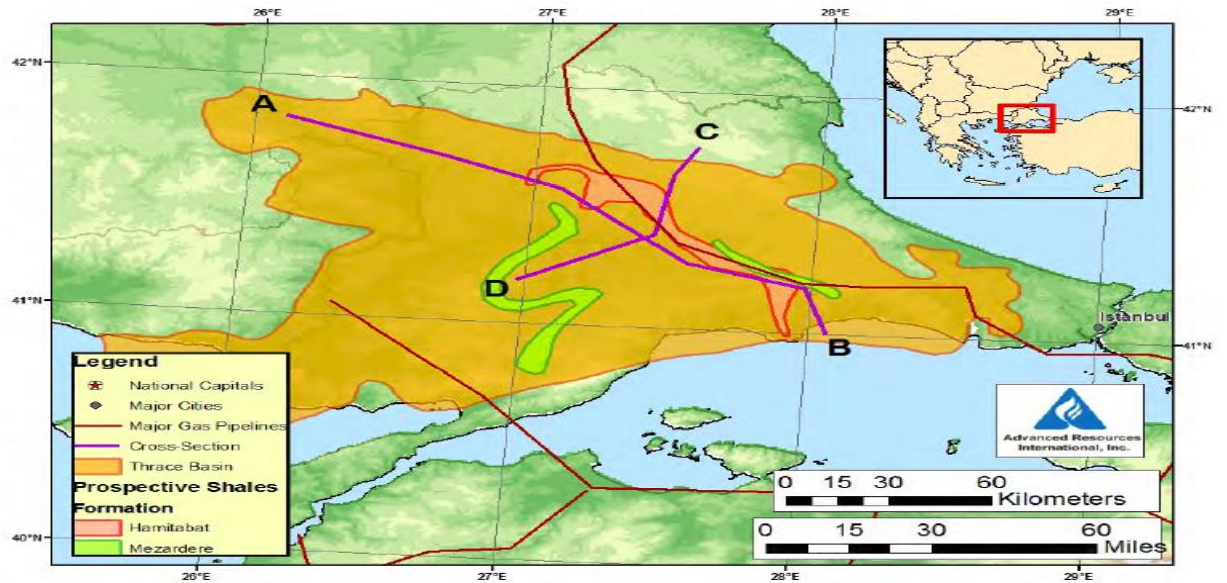 26°E 27°E 28°E 29°E
42°N 42°N
A
C
D
B
41°N 41°N
Istanbul
Legend
National Capitals
Major Cities
Major Gas Pipelines
Cross-Section
Thrace Basin
Prospective Shales
Formation
Hamitabat
Mezardere
Advanced Resources
International, Inc.
0 15 30 60
Kilometers
0 15 30 60
Miles
40°N 40°N
26°E 27°E 28°E 29°E